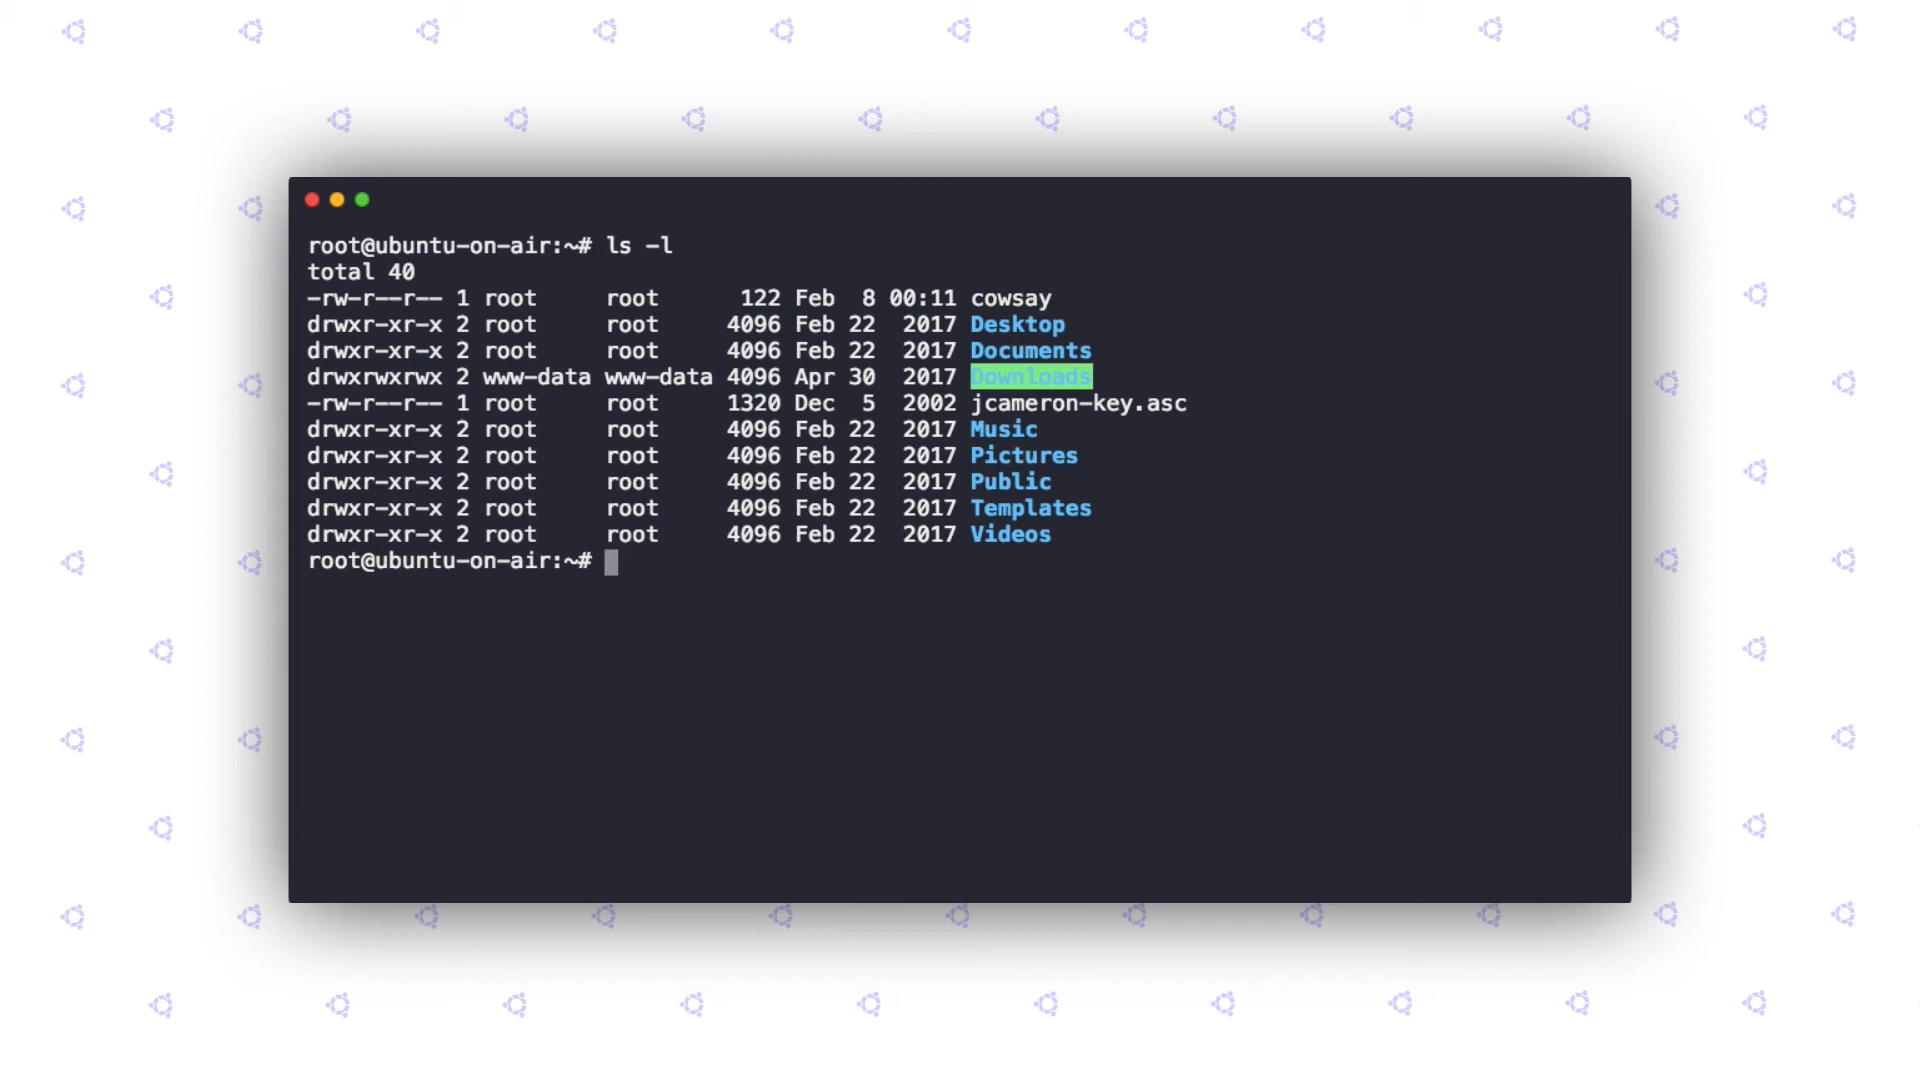 root@ubuntu-on-air:~# ls -l
total 40
-rw-r--r-- 1 root     root      122 Feb  8 00:11 cowsay
drwxr-xr-x 2 root     root     4096 Feb 22  2017 Desktop
drwxr-xr-x 2 root     root     4096 Feb 22  2017 Documents
drwxrwxrwx 2 www-data www-data 4096 Apr 30  2017 Downloads
-rw-r--r-- 1 root     root     1320 Dec  5  2002 jcameron-key.asc
drwxr-xr-x 2 root     root     4096 Feb 22  2017 Music
drwxr-xr-x 2 root     root     4096 Feb 22  2017 Pictures
drwxr-xr-x 2 root     root     4096 Feb 22  2017 Public
drwxr-xr-x 2 root     root     4096 Feb 22  2017 Templates
drwxr-xr-x 2 root     root     4096 Feb 22  2017 Videos
root@ubuntu-on-air:~#